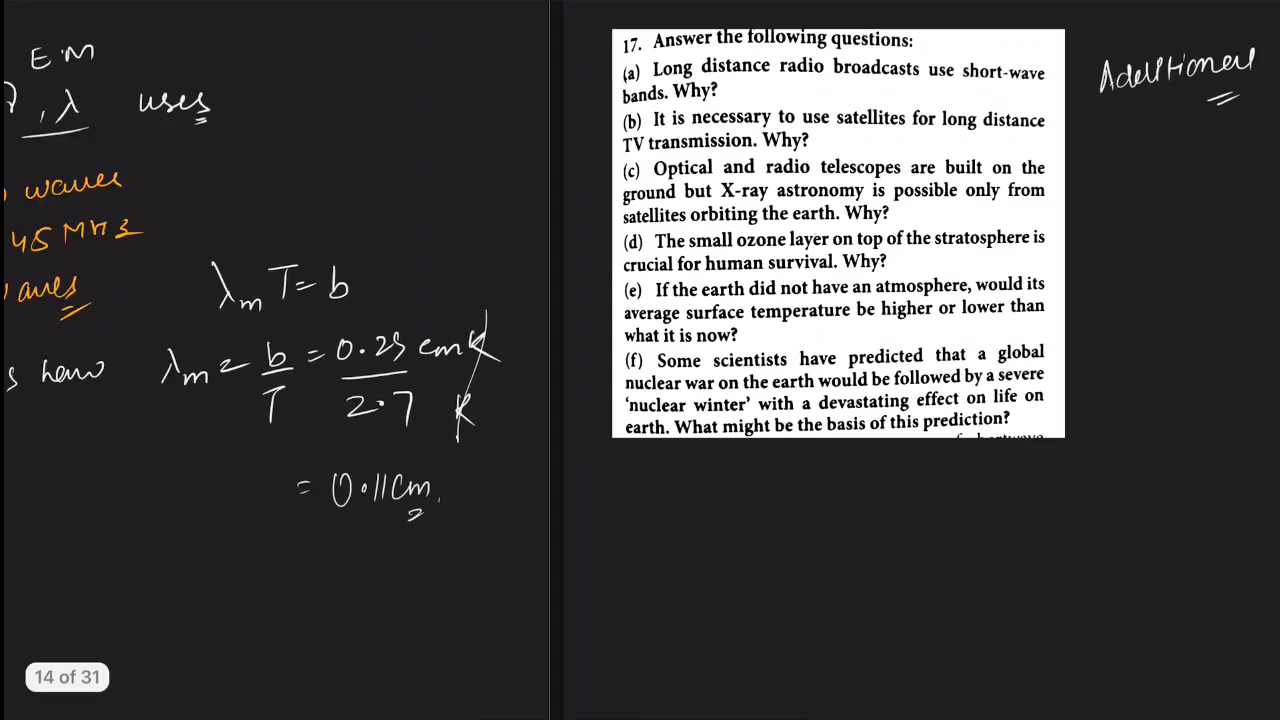 E.M
, λ uses
waves
45 MHz
λm T = b
λm = b/T = 0.29 cm K / 2.7 K
= 0.11 cm.
17. Answer the following questions:
(a) Long distance radio broadcasts use short-wave
bands. Why?
(b) It is necessary to use satellites for long distance
TV transmission. Why?
(c) Optical and radio telescopes are built on the
ground but X-ray astronomy is possible only from
satellites orbiting the earth. Why?
(d) The small ozone layer on top of the stratosphere is
crucial for human survival. Why?
(e) If the earth did not have an atmosphere, would its
average surface temperature be higher or lower than
what it is now?
(f) Some scientists have predicted that a global
nuclear war on the earth would be followed by a severe
'nuclear winter' with a devastating effect on life on
earth. What might be the basis of this prediction?
Additional
14 of 31